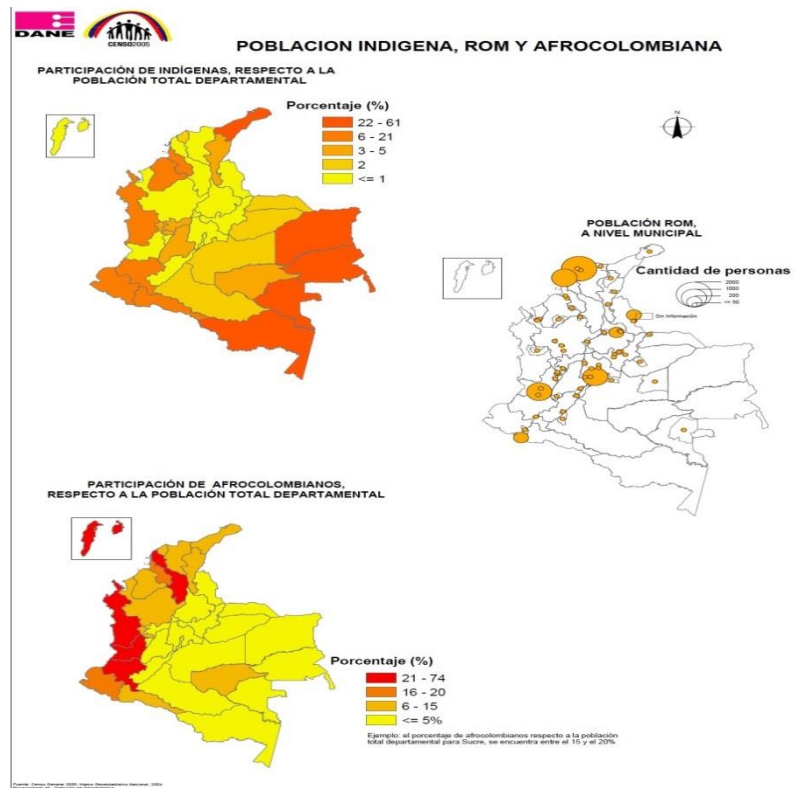 DANE
CENSO2005
POBLACION INDIGENA, ROM Y AFROCOLOMBIANA
PARTICIPACIÓN DE INDÍGENAS, RESPECTO A LA
POBLACIÓN TOTAL DEPARTAMENTAL
Porcentaje (%)
22 - 61
6 - 21
3 - 5
2
<= 1
N
POBLACIÓN ROM,
A NIVEL MUNICIPAL
Cantidad de personas
2000
1000
200
<= 50
Sin información
PARTICIPACIÓN DE AFROCOLOMBIANOS,
RESPECTO A LA POBLACIÓN TOTAL DEPARTAMENTAL
Porcentaje (%)
21 - 74
16 - 20
6 - 15
<= 5%
Ejemplo: el porcentaje de afrocolombianos respecto a la población
total departamental para Sucre, se encuentra entre el 15 y el 20%